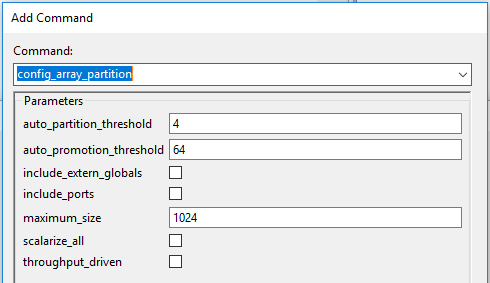 Add Command
Command:
config_array_partition
Parameters
auto_partition_threshold 4
auto_promotion_threshold 64
include_extern_globals
include_ports
maximum_size 1024
scalarize_all
throughput_driven